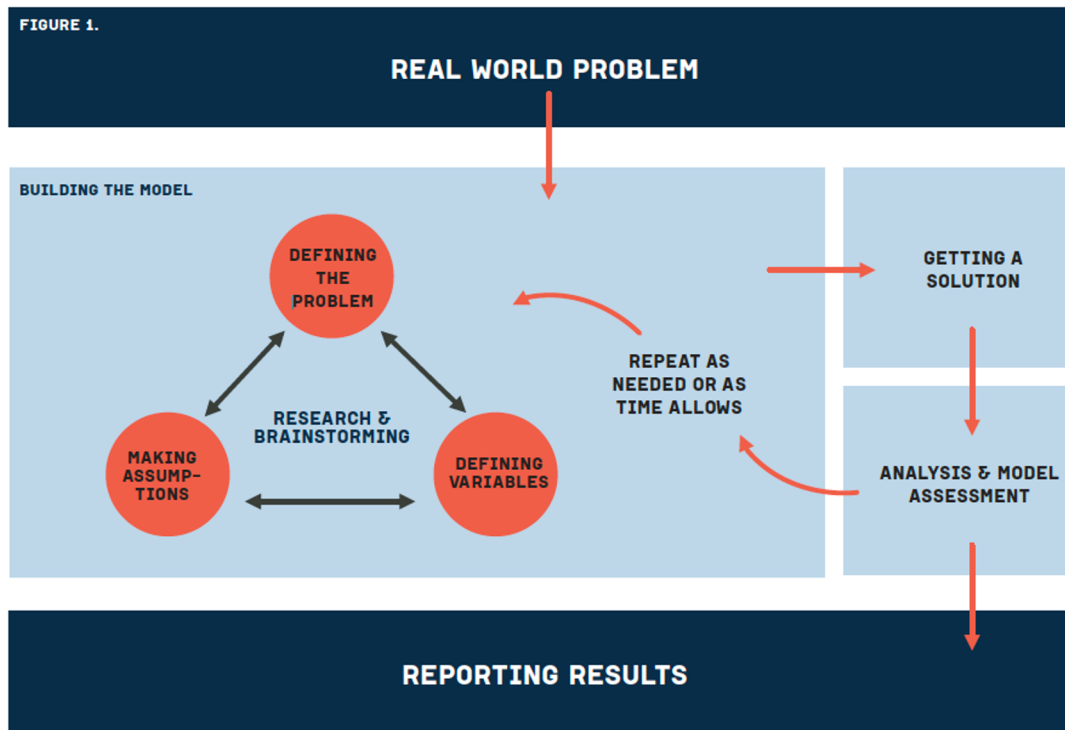 FIGURE 1.
REAL WORLD PROBLEM
BUILDING THE MODEL
DEFINING
THE
PROBLEM
RESEARCH &
BRAINSTORMING
MAKING
ASSUMP-
TIONS
DEFINING
VARIABLES
REPEAT AS
NEEDED OR AS
TIME ALLOWS
GETTING A
SOLUTION
ANALYSIS & MODEL
ASSESSMENT
REPORTING RESULTS